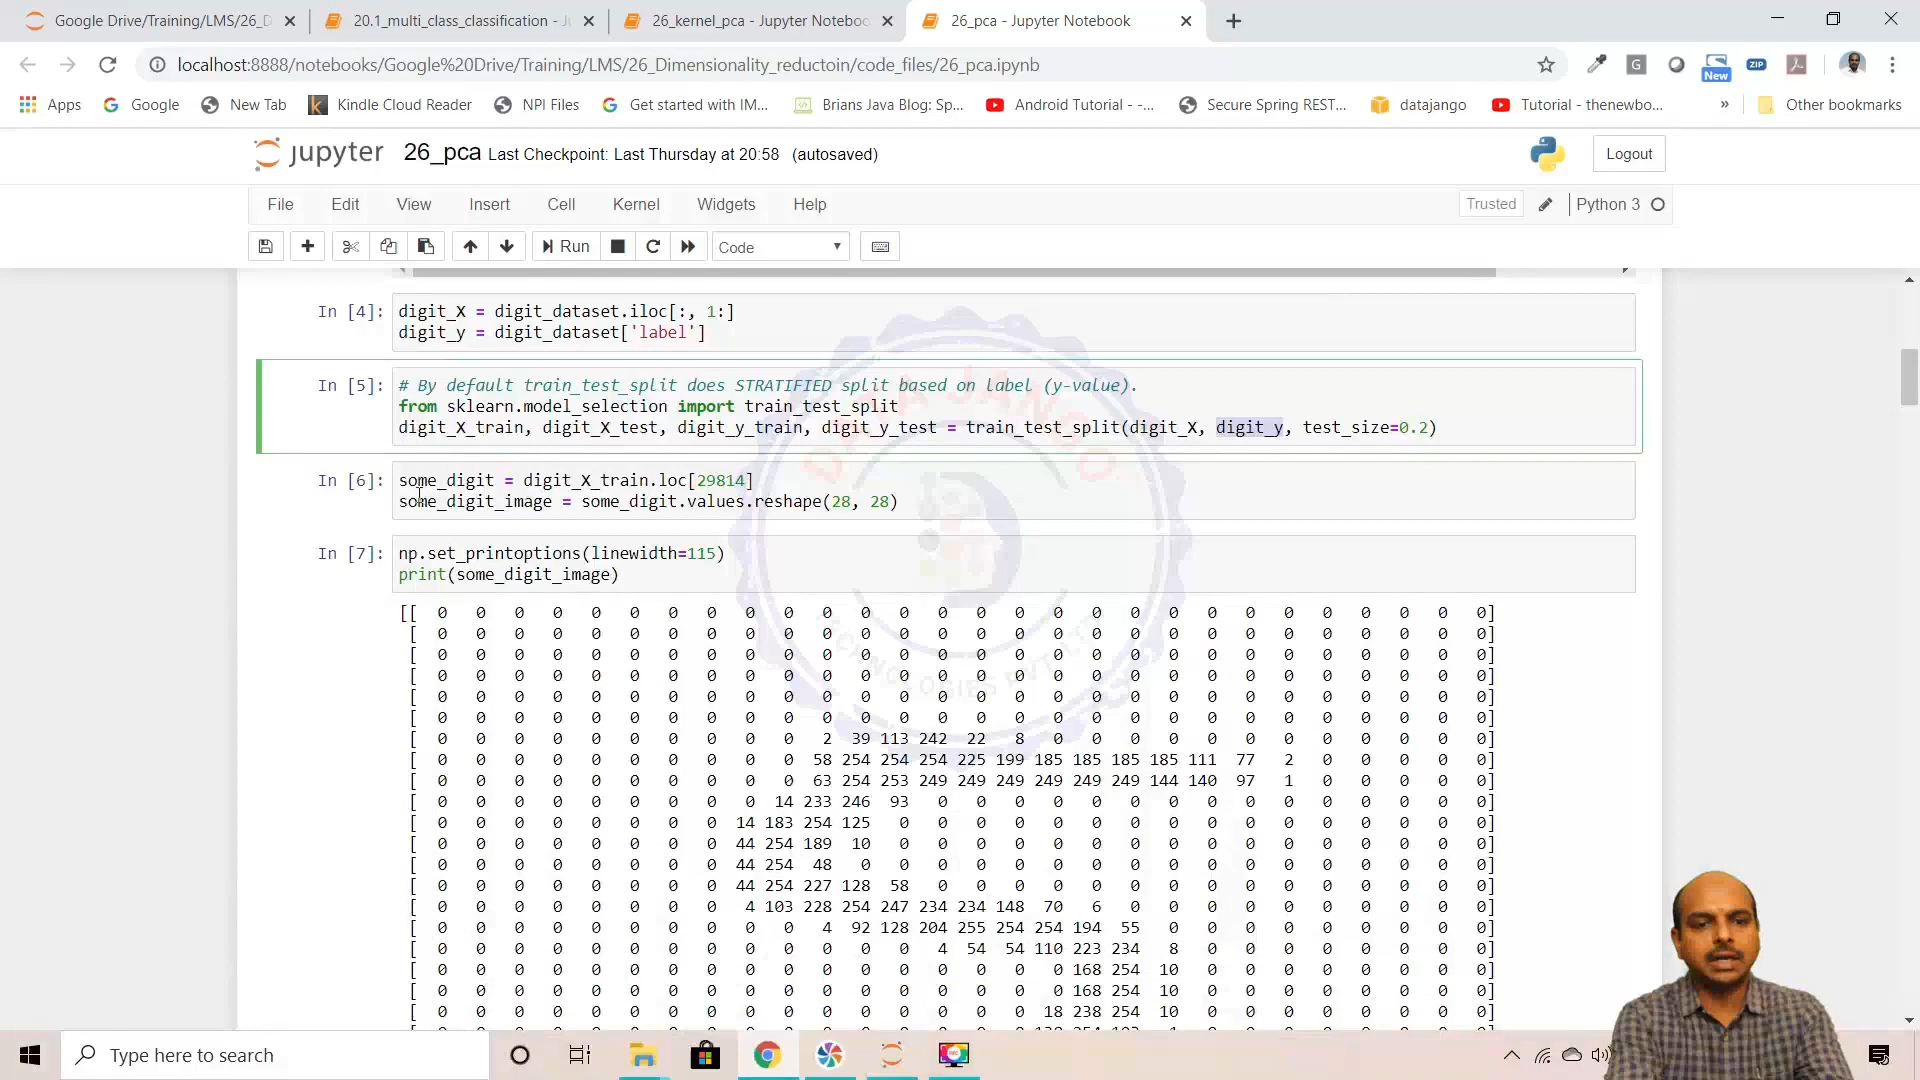 Google Drive/Training/LMS/26_D
20.1_multi_class_classification - J
26_kernel_pca - Jupyter Notebook
26_pca - Jupyter Notebook
localhost:8888/notebooks/Google%20Drive/Training/LMS/26_Dimensionality_reductoin/code_files/26_pca.ipynb
New
ZIP
Apps
Google
New Tab
Kindle Cloud Reader
NPI Files
Get started with IM...
Brians Java Blog: Sp...
Android Tutorial - -...
Secure Spring REST...
datajango
Tutorial - thenewbo...
»
Other bookmarks
jupyter 26_pca Last Checkpoint: Last Thursday at 20:58 (autosaved)
Logout
File Edit View Insert Cell Kernel Widgets Help
Trusted
Python 3
Run
Code
In [4]: digit_X = digit_dataset.iloc[:, 1:]
digit_y = digit_dataset['label']
In [5]: # By default train_test_split does STRATIFIED split based on label (y-value).
from sklearn.model_selection import train_test_split
digit_X_train, digit_X_test, digit_y_train, digit_y_test = train_test_split(digit_X, digit_y, test_size=0.2)
In [6]: some_digit = digit_X_train.loc[29814]
some_digit_image = some_digit.values.reshape(28, 28)
In [7]: np.set_printoptions(linewidth=115)
print(some_digit_image)
[[ 0 0 0 0 0 0 0 0 0 0 0 0 0 0 0 0 0 0 0 0 0 0 0 0 0 0 0 0]
[ 0 0 0 0 0 0 0 0 0 0 0 0 0 0 0 0 0 0 0 0 0 0 0 0 0 0 0 0]
[ 0 0 0 0 0 0 0 0 0 0 0 0 0 0 0 0 0 0 0 0 0 0 0 0 0 0 0 0]
[ 0 0 0 0 0 0 0 0 0 0 0 0 0 0 0 0 0 0 0 0 0 0 0 0 0 0 0 0]
[ 0 0 0 0 0 0 0 0 0 0 0 0 0 0 0 0 0 0 0 0 0 0 0 0 0 0 0 0]
[ 0 0 0 0 0 0 0 0 0 0 0 0 0 0 0 0 0 0 0 0 0 0 0 0 0 0 0 0]
[ 0 0 0 0 0 0 0 0 0 0 2 39 113 242 22 8 0 0 0 0 0 0 0 0 0 0 0 0]
[ 0 0 0 0 0 0 0 0 0 0 58 254 254 254 225 199 185 185 185 185 111 77 2 0 0 0 0 0]
[ 0 0 0 0 0 0 0 0 0 0 63 254 253 249 249 249 249 249 249 144 140 97 1 0 0 0 0 0]
[ 0 0 0 0 0 0 0 0 0 14 233 246 93 0 0 0 0 0 0 0 0 0 0 0 0 0 0 0]
[ 0 0 0 0 0 0 0 0 14 183 254 125 0 0 0 0 0 0 0 0 0 0 0 0 0 0 0 0]
[ 0 0 0 0 0 0 0 0 44 254 189 10 0 0 0 0 0 0 0 0 0 0 0 0 0 0 0 0]
[ 0 0 0 0 0 0 0 0 44 254 48 0 0 0 0 0 0 0 0 0 0 0 0 0 0 0 0 0]
[ 0 0 0 0 0 0 0 0 44 254 227 128 58 0 0 0 0 0 0 0 0 0 0 0 0 0 0 0]
[ 0 0 0 0 0 0 0 0 4 103 228 254 247 234 234 148 70 6 0 0 0 0 0 0 0 0 0 0]
[ 0 0 0 0 0 0 0 0 0 0 4 92 128 204 255 254 254 194 55 0 0 0 0 0 0 0 0 0]
[ 0 0 0 0 0 0 0 0 0 0 0 0 0 4 54 54 110 223 234 8 0 0 0 0 0 0 0 0]
[ 0 0 0 0 0 0 0 0 0 0 0 0 0 0 0 0 0 168 254 10 0 0 0 0 0 0 0 0]
[ 0 0 0 0 0 0 0 0 0 0 0 0 0 0 0 0 0 168 254 10 0 0 0 0 0 0 0 0]
[ 0 0 0 0 0 0 0 0 0 0 0 0 0 0 0 0 18 238 254 10 0 0 0 0 0 0 0 0]
DATA JANGO
TECHNOLOGIES PVT LTD
Type here to search